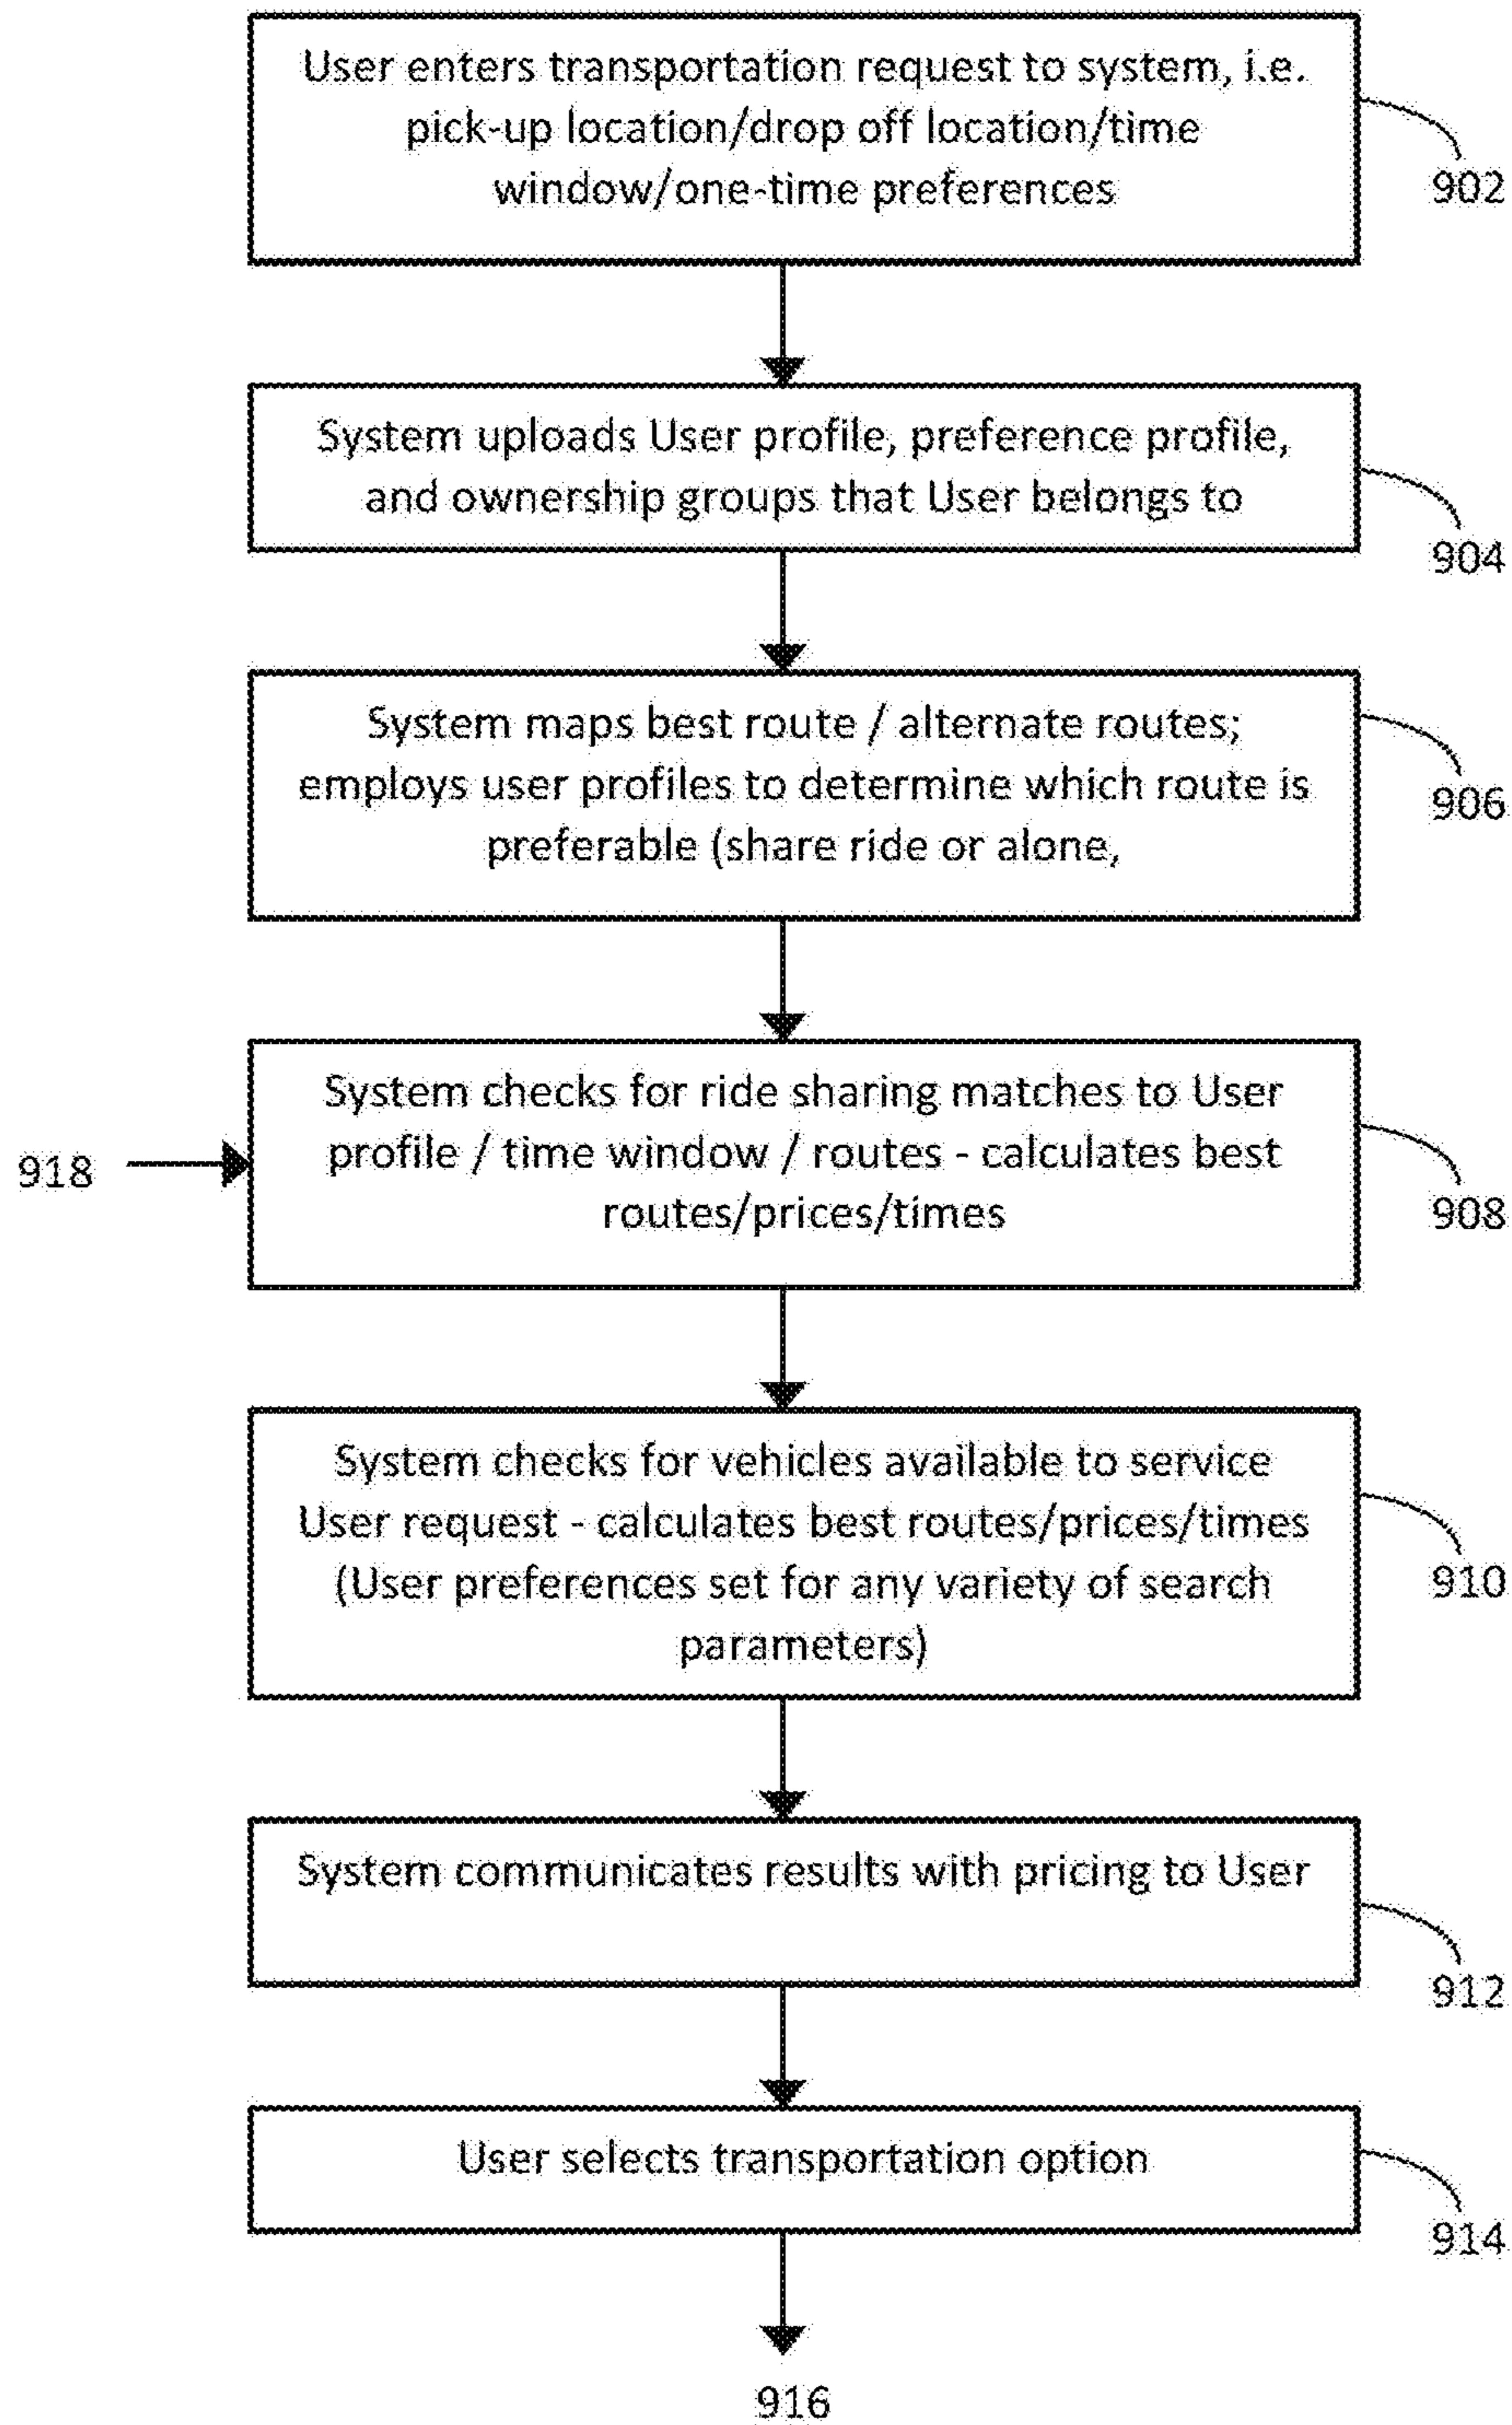 User enters transportation request to system, i.e.
pick-up location/drop off location/time
window/one-time preferences
902
System uploads User profile, preference profile,
and ownership groups that User belongs to
904
System maps best route / alternate routes;
employs user profiles to determine which route is
preferable (share ride or alone,
906
System checks for ride sharing matches to User
profile / time window / routes - calculates best
routes/prices/times
918
908
System checks for vehicles available to service
User request - calculates best routes/prices/times
(User preferences set for any variety of search
parameters)
910
System communicates results with pricing to User
912
User selects transportation option
914
916